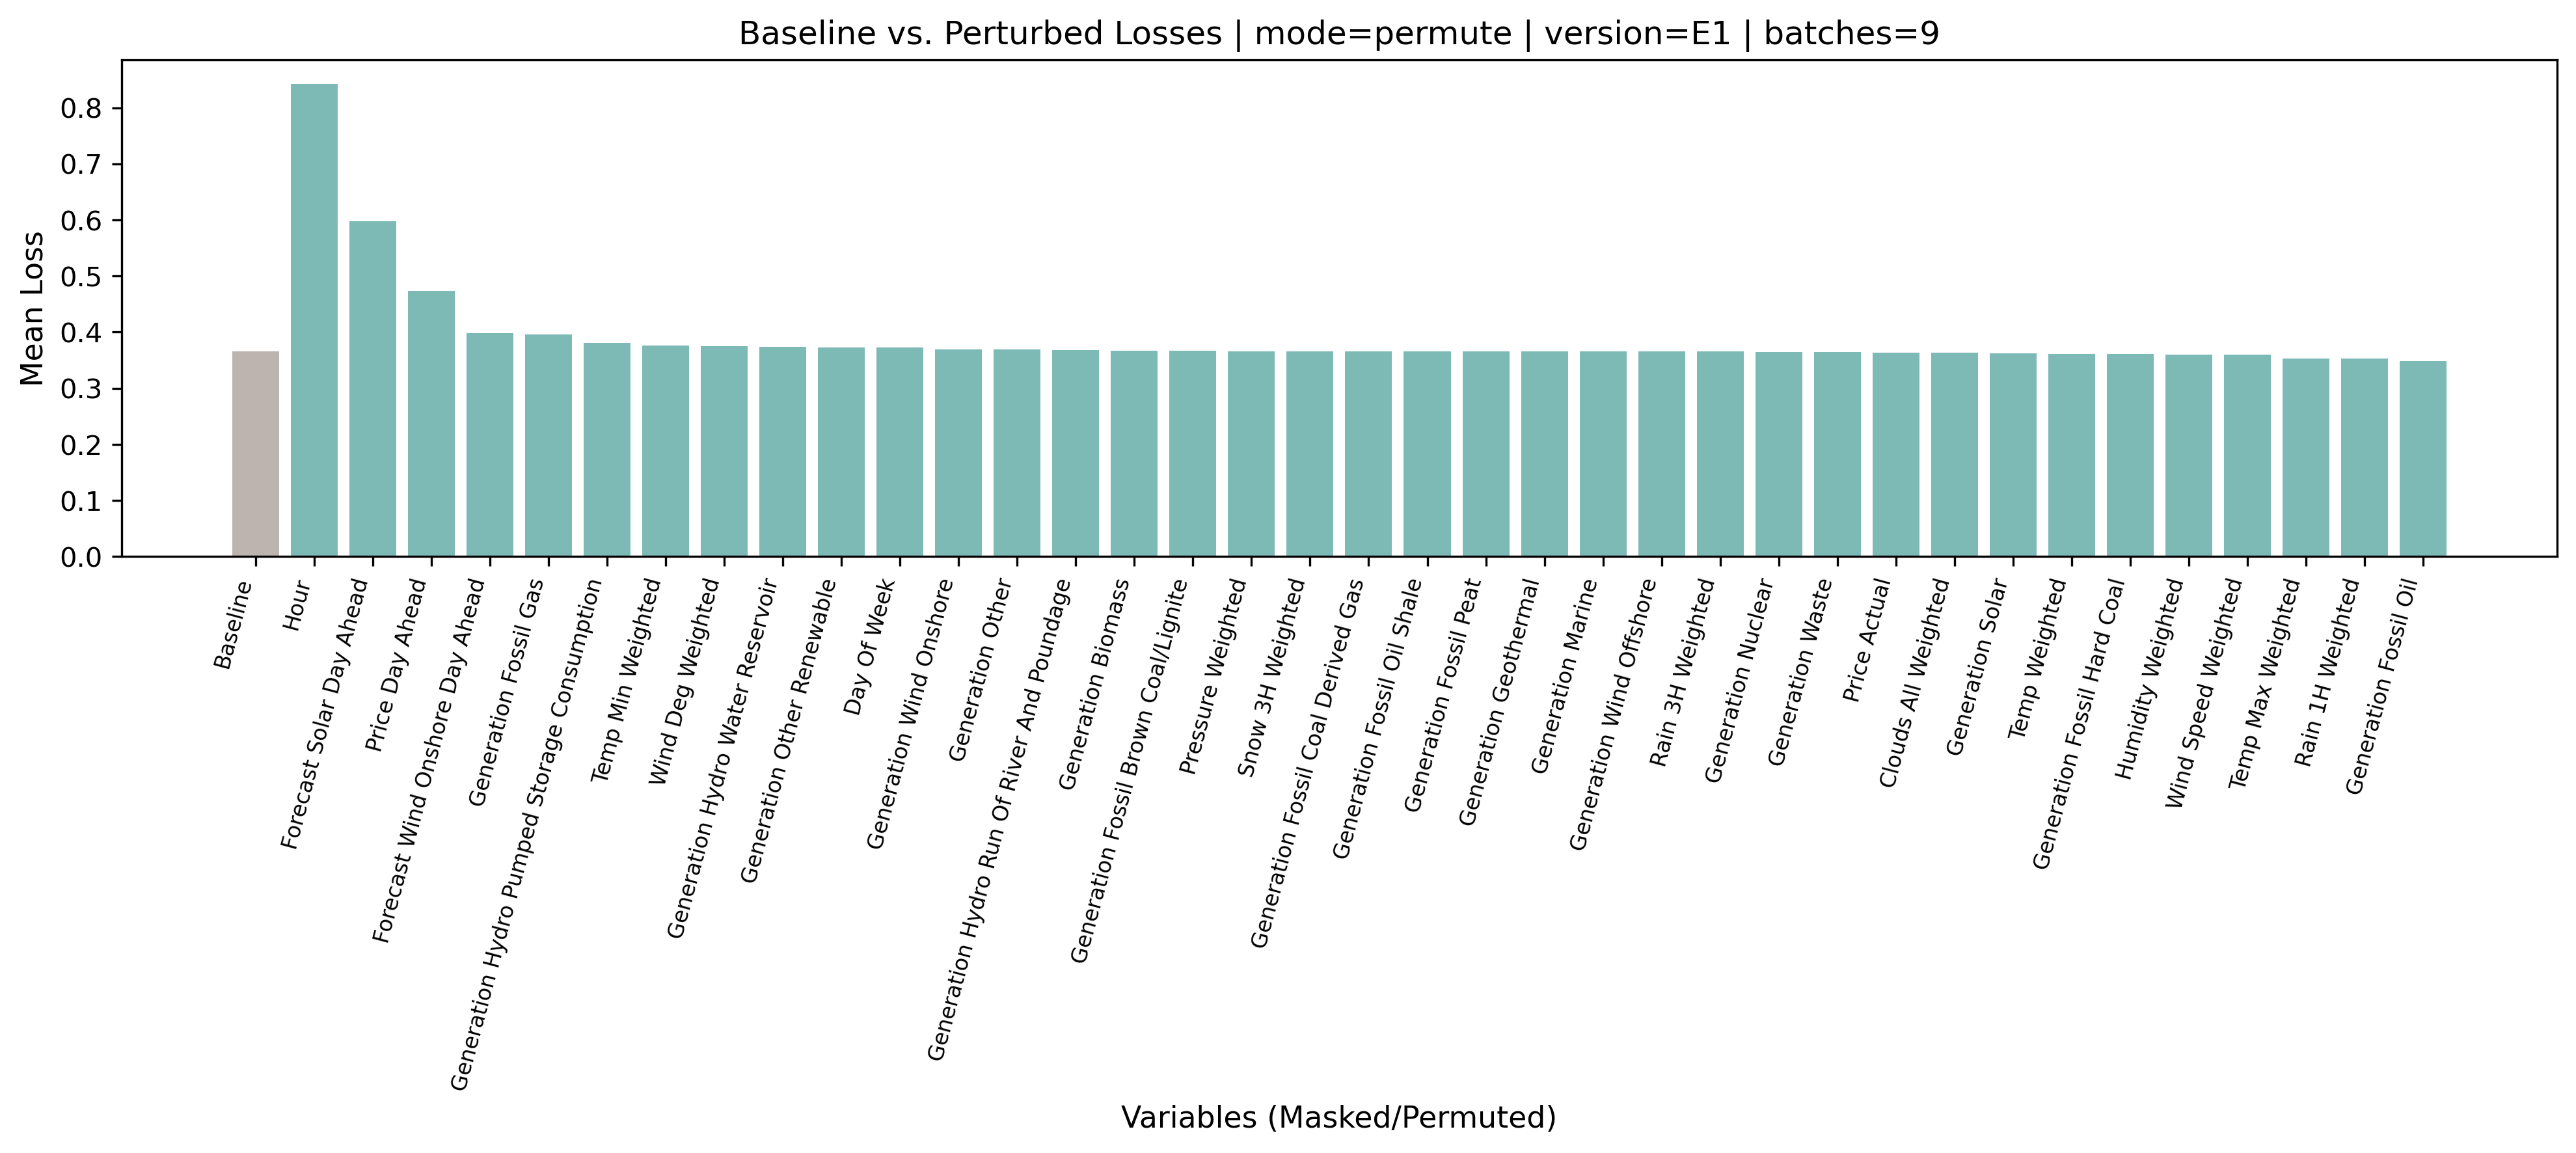 Baseline vs. Perturbed Losses | mode=permute | version=E1 | batches=9
Mean Loss
0.8
0.7
0.6
0.5
0.4
0.3
0.2
0.1
0.0
Baseline
Hour
Forecast Solar Day Ahead
Price Day Ahead
Forecast Wind Onshore Day Ahead
Generation Fossil Gas
Generation Hydro Pumped Storage Consumption
Temp Min Weighted
Wind Deg Weighted
Generation Hydro Water Reservoir
Generation Other Renewable
Day Of Week
Generation Wind Onshore
Generation Other
Generation Hydro Run Of River And Poundage
Generation Biomass
Generation Fossil Brown Coal/Lignite
Pressure Weighted
Snow 3H Weighted
Generation Fossil Coal Derived Gas
Generation Fossil Oil Shale
Generation Fossil Peat
Generation Geothermal
Generation Marine
Generation Wind Offshore
Rain 3H Weighted
Generation Nuclear
Generation Waste
Price Actual
Clouds All Weighted
Generation Solar
Temp Weighted
Generation Fossil Hard Coal
Humidity Weighted
Wind Speed Weighted
Temp Max Weighted
Rain 1H Weighted
Generation Fossil Oil
Variables (Masked/Permuted)